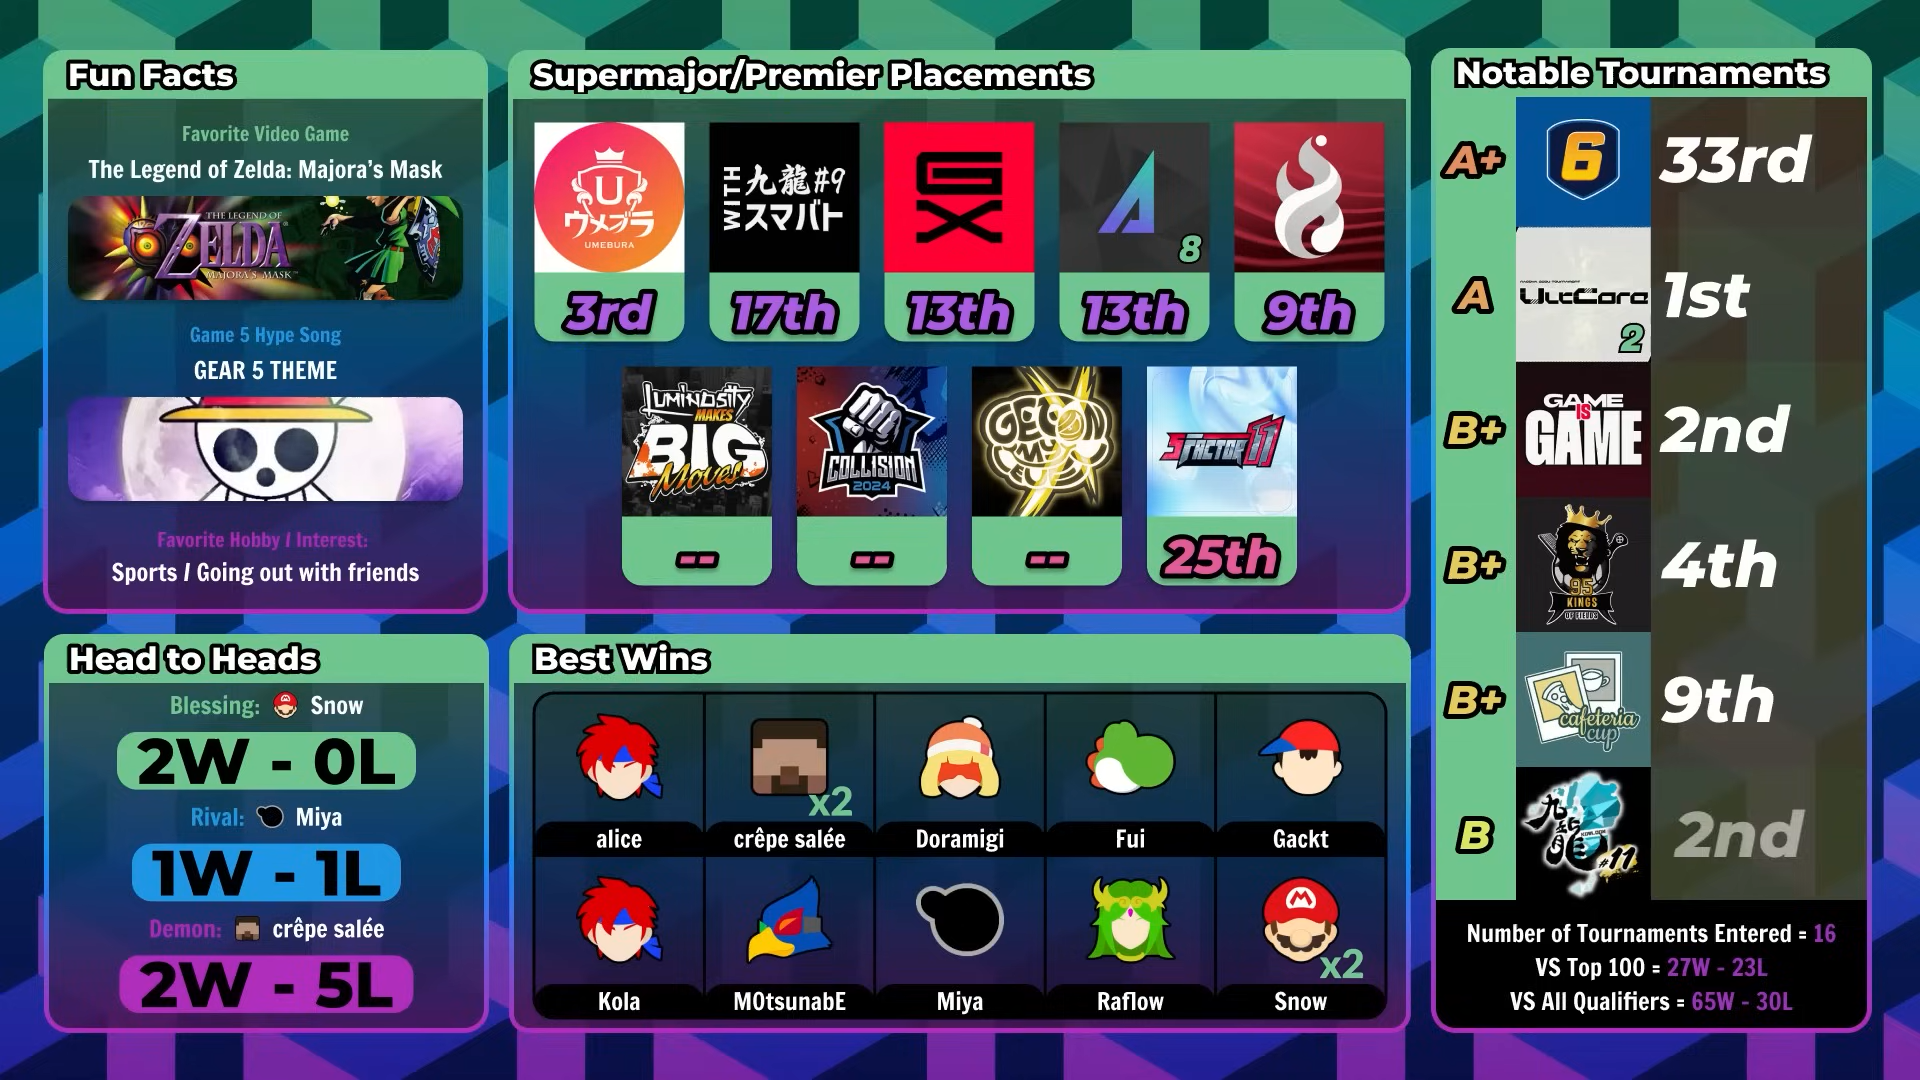 Fun Facts
Favorite Video Game
The Legend of Zelda: Majora's Mask
THE LEGEND OF
ZELDA
MAJORA'S MASK
Game 5 Hype Song
GEAR 5 THEME
Favorite Hobby / Interest:
Sports / Going out with friends
Supermajor/Premier Placements
U
ウメブラ
UMEBURA
3rd
WITH
九龍#9
スマバト
17th
GX
13th
8
13th
9th
LUMINOSITY
MAKES
BIG
Moves
--
COLLISION
2024
--
--
SFACTOR 11
25th
Notable Tournaments
A+
6
33rd
A
UltCore
2
1st
B+
GAME
IS
GAME
2nd
B+
95
KINGS
OF FIELDS
4th
B+
cafeteria
cup
9th
B
九龍
#11
2nd
Number of Tournaments Entered = 16
VS Top 100 = 27W - 23L
VS All Qualifiers = 65W - 30L
Head to Heads
Blessing: Snow
2W - 0L
Rival: Miya
1W - 1L
Demon: crêpe salée
2W - 5L
Best Wins
x2
alice crêpe salée Doramigi Fui Gackt
M
x2
Kola M0tsunabE Miya Raflow Snow